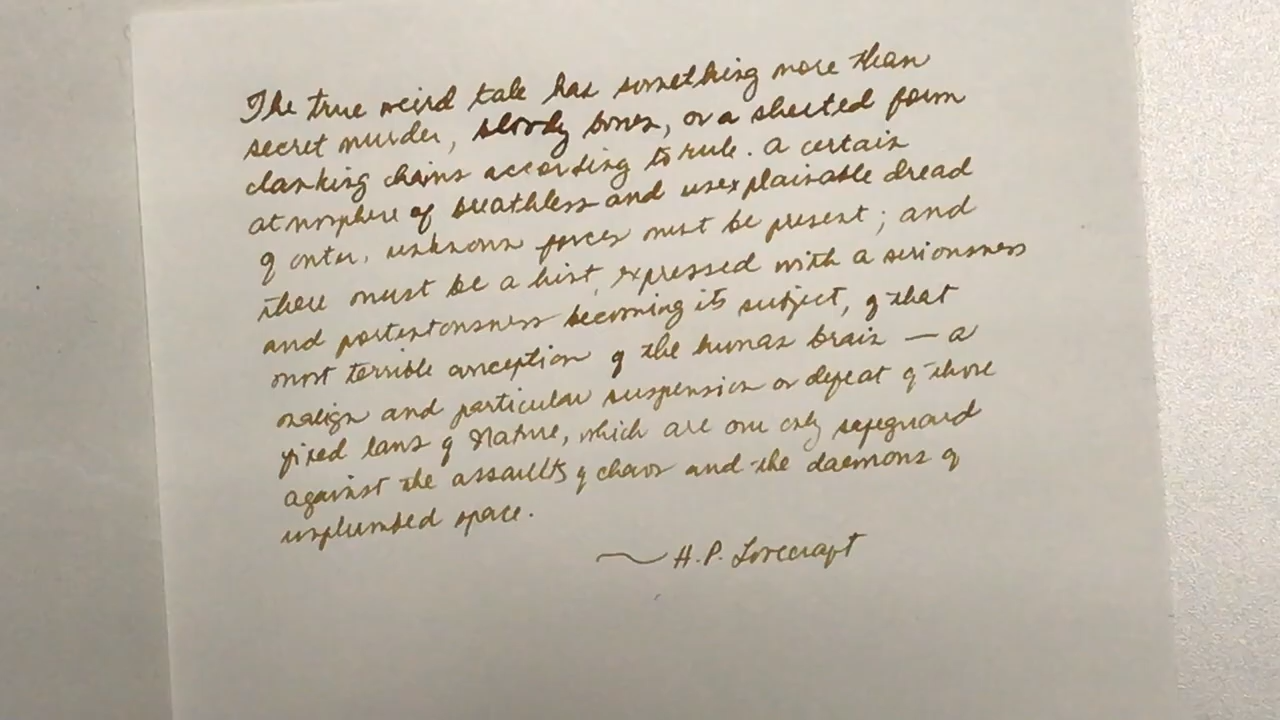 The true weird tale has something more than
secret murder, bloody bones, or a sheeted form
clanking chains according to rule. A certain
atmosphere of breathless and unexplainable dread
of outer, unknown forces must be present; and
there must be a hint, expressed with a seriousness
and portentousness becoming its subject, of that
most terrible conception of the human brain — a
malign and particular suspension or defeat of those
fixed laws of Nature, which are our only safeguard
against the assaults of chaos and the daemons of
unplumbed space.
~ H.P. Lovecraft